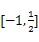 [-1, 1/2]